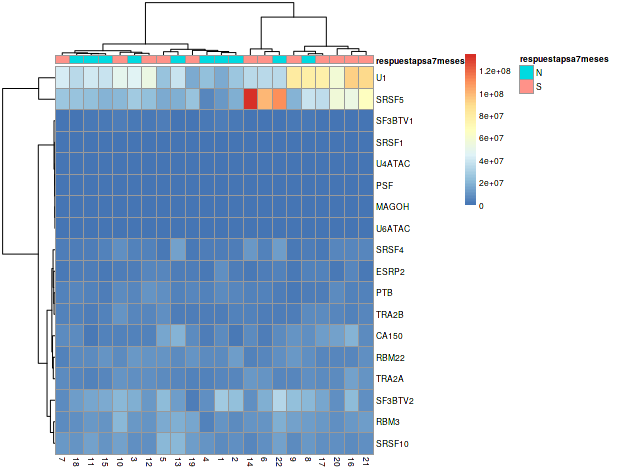 respuestapsa7meses
U1
SRSF5
SF3BTV1
SRSF1
U4ATAC
PSF
MAGOH
U6ATAC
SRSF4
ESRP2
PTB
TRA2B
CA150
RBM22
TRA2A
SF3BTV2
RBM3
SRSF10
7 18 11 15 10 3 12 5 13 19 4 1 2 14 6 22 9 8 17 20 16 21
1.2e+08
1e+08
8e+07
6e+07
4e+07
2e+07
0
respuestapsa7meses
N
S